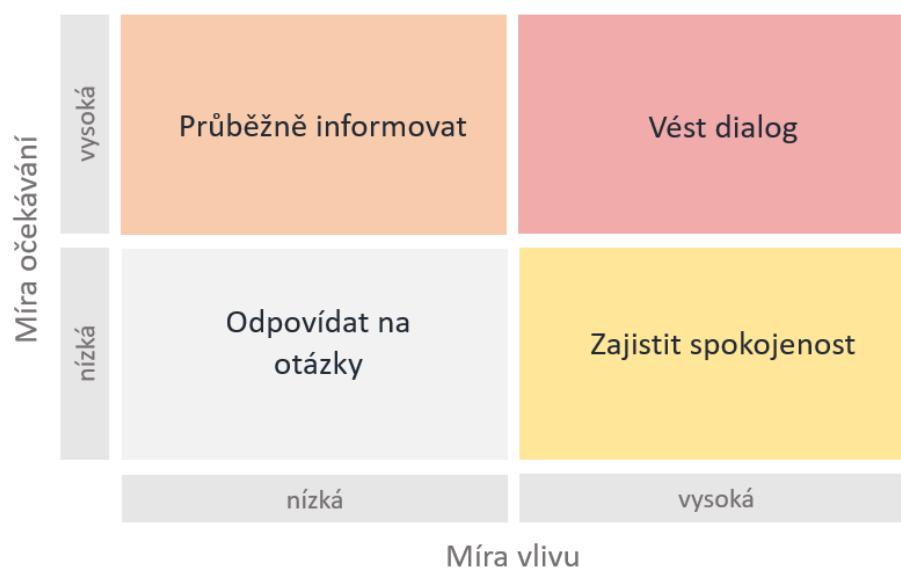 Míra očekávání
vysoká
Průběžně informovat
Vést dialog
nízká
Odpovídat na
otázky
Zajistit spokojenost
nízká
vysoká
Míra vlivu